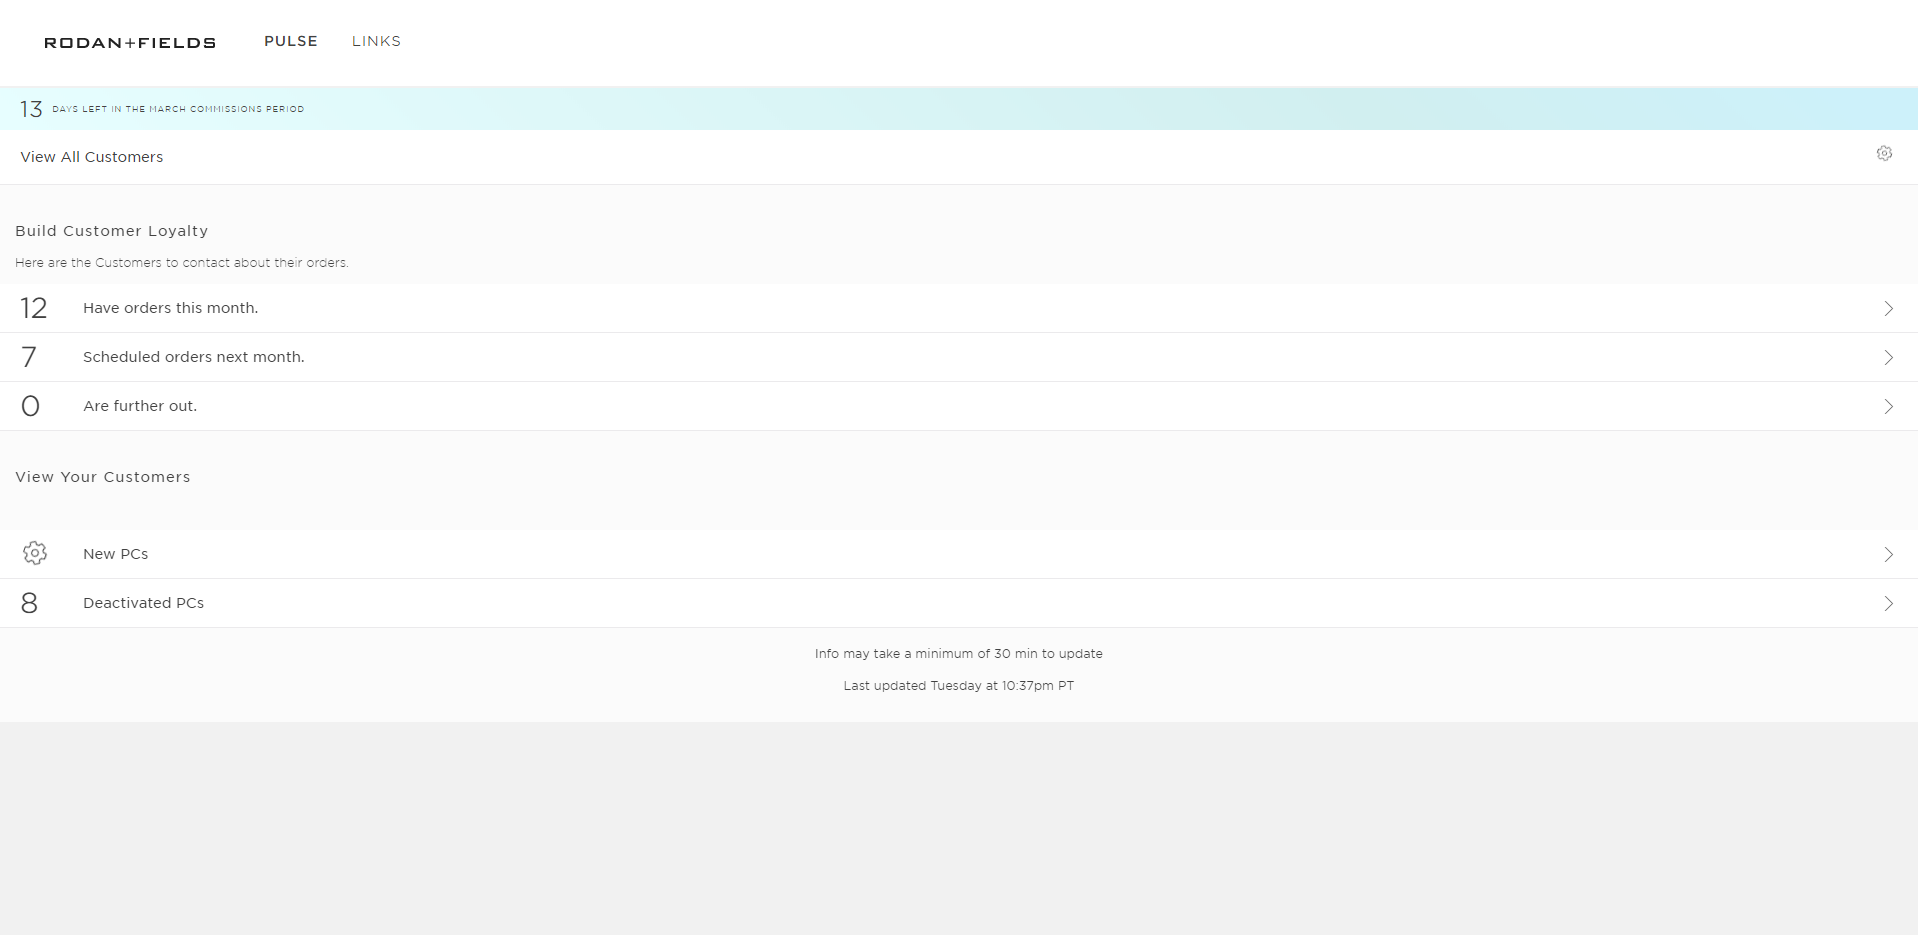 RODAN+FIELDS PULSE LINKS
13 DAYS LEFT IN THE MARCH COMMISSIONS PERIOD
View All Customers
Build Customer Loyalty
Here are the Customers to contact about their orders.
12 Have orders this month.
7 Scheduled orders next month.
0 Are further out.
View Your Customers
New PCs
8 Deactivated PCs
Info may take a minimum of 30 min to update
Last updated Tuesday at 10:37pm PT